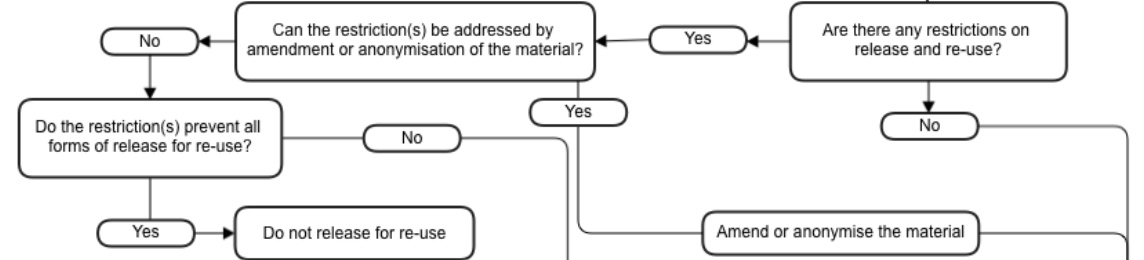 Can the restriction(s) be addressed by
amendment or anonymisation of the material?
Are there any restrictions on
release and re-use?
No
Yes
Do the restriction(s) prevent all
forms of release for re-use?
Yes
No
No
Yes
Do not release for re-use
Amend or anonymise the material